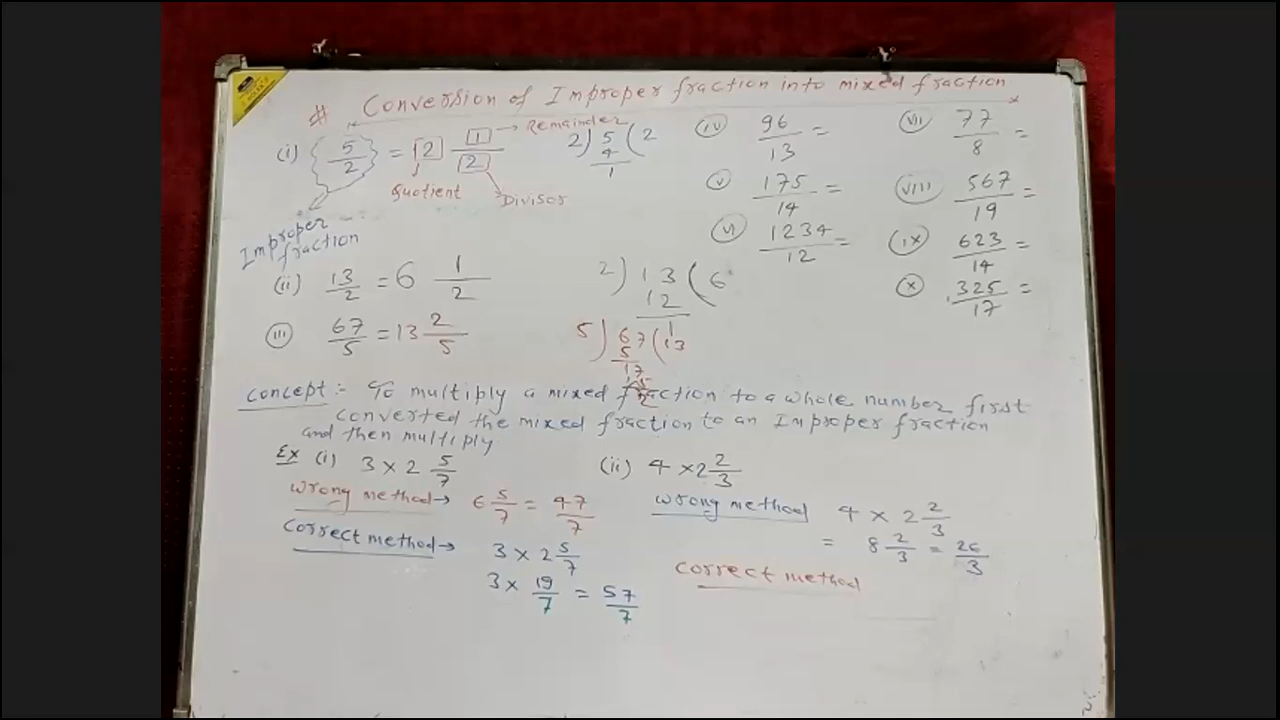 # Conversion of Improper fraction into mixed fraction
(i) 5/2 = 2 1/2 → Remainder
Quotient Divisor
Improper fraction
2) 5 (2
4
1
(ii) 13/2 = 6 1/2
2) 13 (6
12
1
(iii) 67/5 = 13 2/5
5) 67 (13
5
17
15
2
(iv) 96/13 =
(v) 175/14 =
(vi) 1234/12 =
(vii) 77/8 =
(viii) 567/19 =
(ix) 623/14 =
(x) 325/17 =
Concept :- To multiply a mixed fraction to a whole number first
converted the mixed fraction to an Improper fraction
and then multiply
Ex (i) 3 × 2 5/7
Wrong method → 6 5/7 = 47/7
Correct method → 3 × 2 5/7
3 × 19/7 = 57/7
(ii) 4 × 2 2/3
Wrong method 4 × 2 2/3
= 8 2/3 = 26/3
Correct method